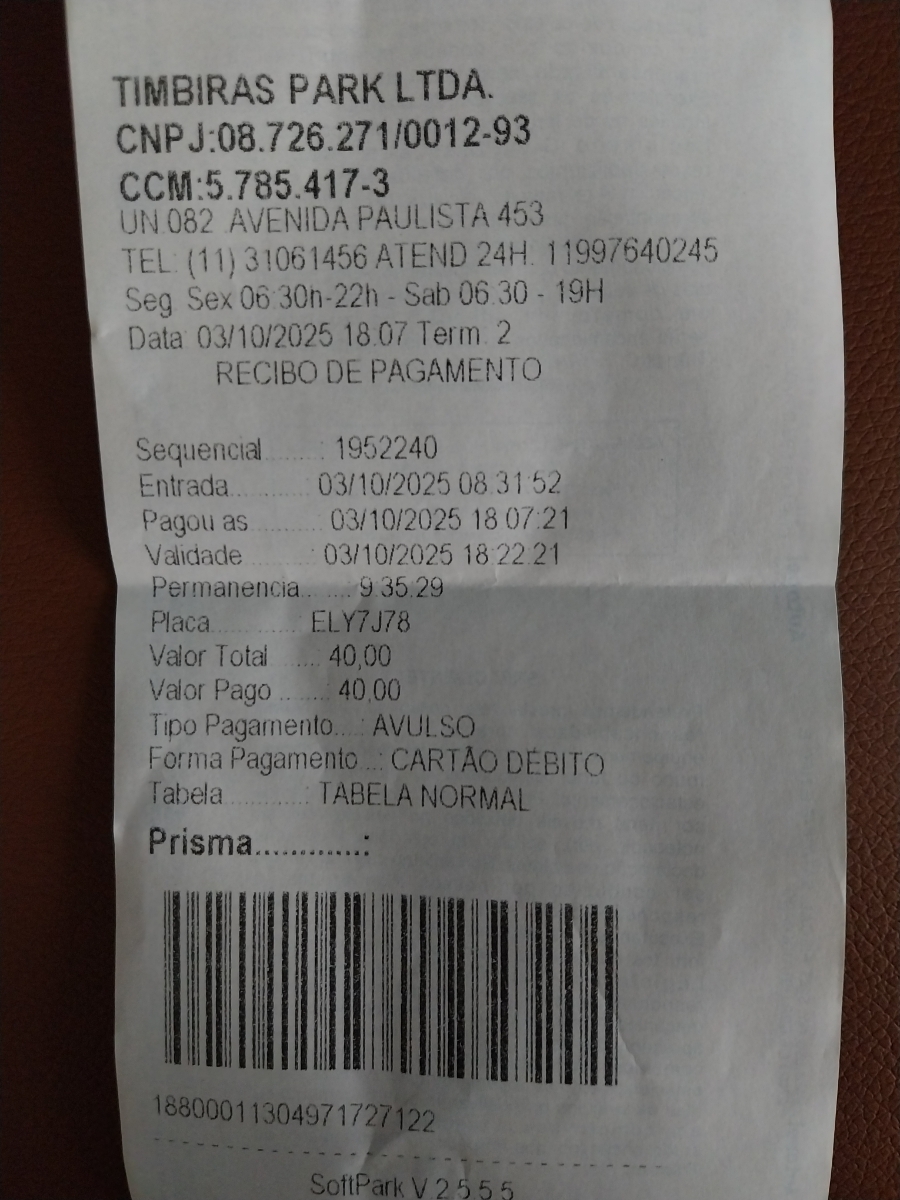 TIMBIRAS PARK LTDA.
CNPJ:08.726.271/0012-93
CCM:5.785.417-3
UN.082 AVENIDA PAULISTA 453
TEL: (11) 31061456 ATEND 24H: 11997640245
Seg Sex 06:30h-22h - Sab 06:30 - 19H
Data: 03/10/2025 18:07 Term. 2
RECIBO DE PAGAMENTO
Sequencial.......: 1952240
Entrada..........: 03/10/2025 08:31:52
Pagou as.........: 03/10/2025 18:07:21
Validade.........: 03/10/2025 18:22:21
Permanencia......: 9:35:29
Placa............: ELY7J78
Valor Total .....: 40,00
Valor Pago ......: 40,00
Tipo Pagamento...: AVULSO
Forma Pagamento..: CARTÃO DÉBITO
Tabela...........: TABELA NORMAL
Prisma............:
18800011304971727122
SoftPark V 2.5.5.5